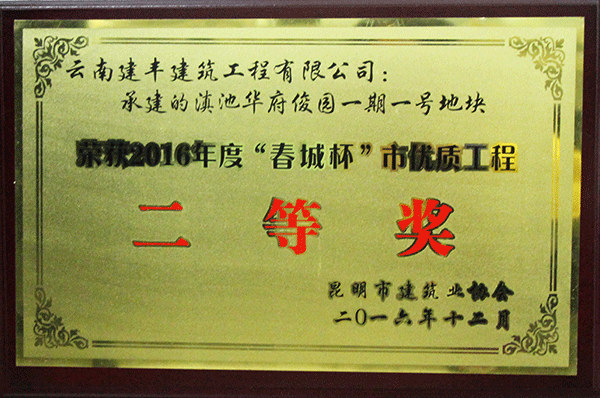 云南建丰建筑工程有限公司：
承建的滇池华府俊园一期一号地块
荣获2016年度“春城杯”市优质工程
二等奖
昆明市建筑业协会
二〇一六年十二月